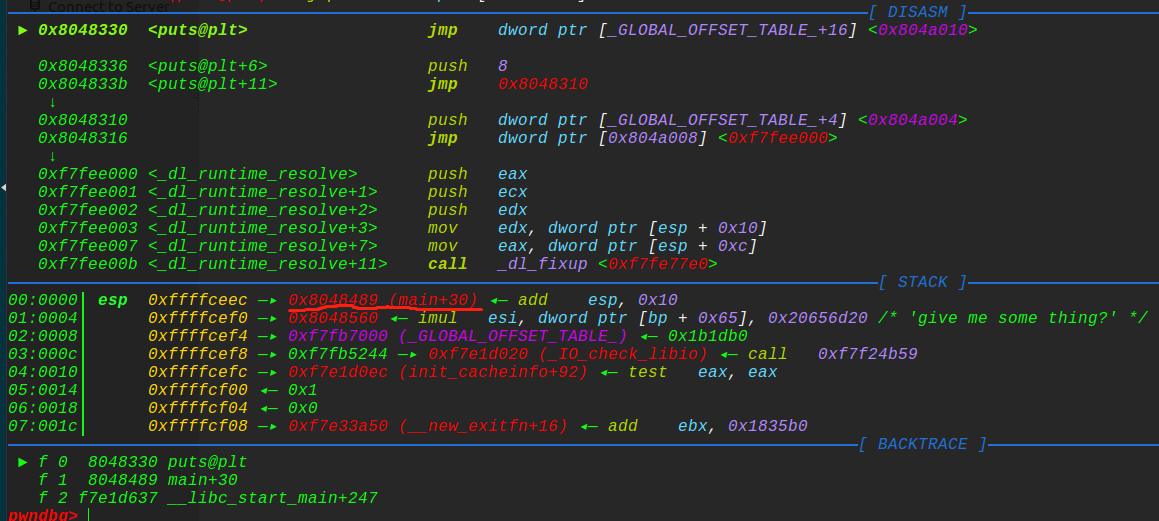 Connect to Server
[ DISASM ]
► 0x8048330 <puts@plt> jmp dword ptr [_GLOBAL_OFFSET_TABLE_+16] <0x804a010>
0x8048336 <puts@plt+6> push 8
0x804833b <puts@plt+11> jmp 0x8048310
↓
0x8048310 push dword ptr [_GLOBAL_OFFSET_TABLE_+4] <0x804a004>
0x8048316 jmp dword ptr [0x804a008] <0xf7fee000>
↓
0xf7fee000 <_dl_runtime_resolve> push eax
0xf7fee001 <_dl_runtime_resolve+1> push ecx
0xf7fee002 <_dl_runtime_resolve+2> push edx
0xf7fee003 <_dl_runtime_resolve+3> mov edx, dword ptr [esp + 0x10]
0xf7fee007 <_dl_runtime_resolve+7> mov eax, dword ptr [esp + 0xc]
0xf7fee00b <_dl_runtime_resolve+11> call _dl_fixup <0xf7fe77e0>
[ STACK ]
00:0000│ esp 0xffffceec —▸ 0x8048489 (main+30) ◂— add esp, 0x10
01:0004│ 0xffffcef0 —▸ 0x8048560 ◂— imul esi, dword ptr [bp + 0x65], 0x20656d20 /* 'give me some thing?' */
02:0008│ 0xffffcef4 —▸ 0xf7fb7000 (_GLOBAL_OFFSET_TABLE_) ◂— 0x1b1db0
03:000c│ 0xffffcef8 —▸ 0xf7fb5244 —▸ 0xf7e1d020 (_IO_check_libio) ◂— call 0xf7f24b59
04:0010│ 0xffffcefc —▸ 0xf7e1d0ec (init_cacheinfo+92) ◂— test eax, eax
05:0014│ 0xffffcf00 ◂— 0x1
06:0018│ 0xffffcf04 ◂— 0x0
07:001c│ 0xffffcf08 —▸ 0xf7e33a50 (__new_exitfn+16) ◂— add ebx, 0x1835b0
[ BACKTRACE ]
► f 0 8048330 puts@plt
f 1 8048489 main+30
f 2 f7e1d637 __libc_start_main+247
pwndbg>